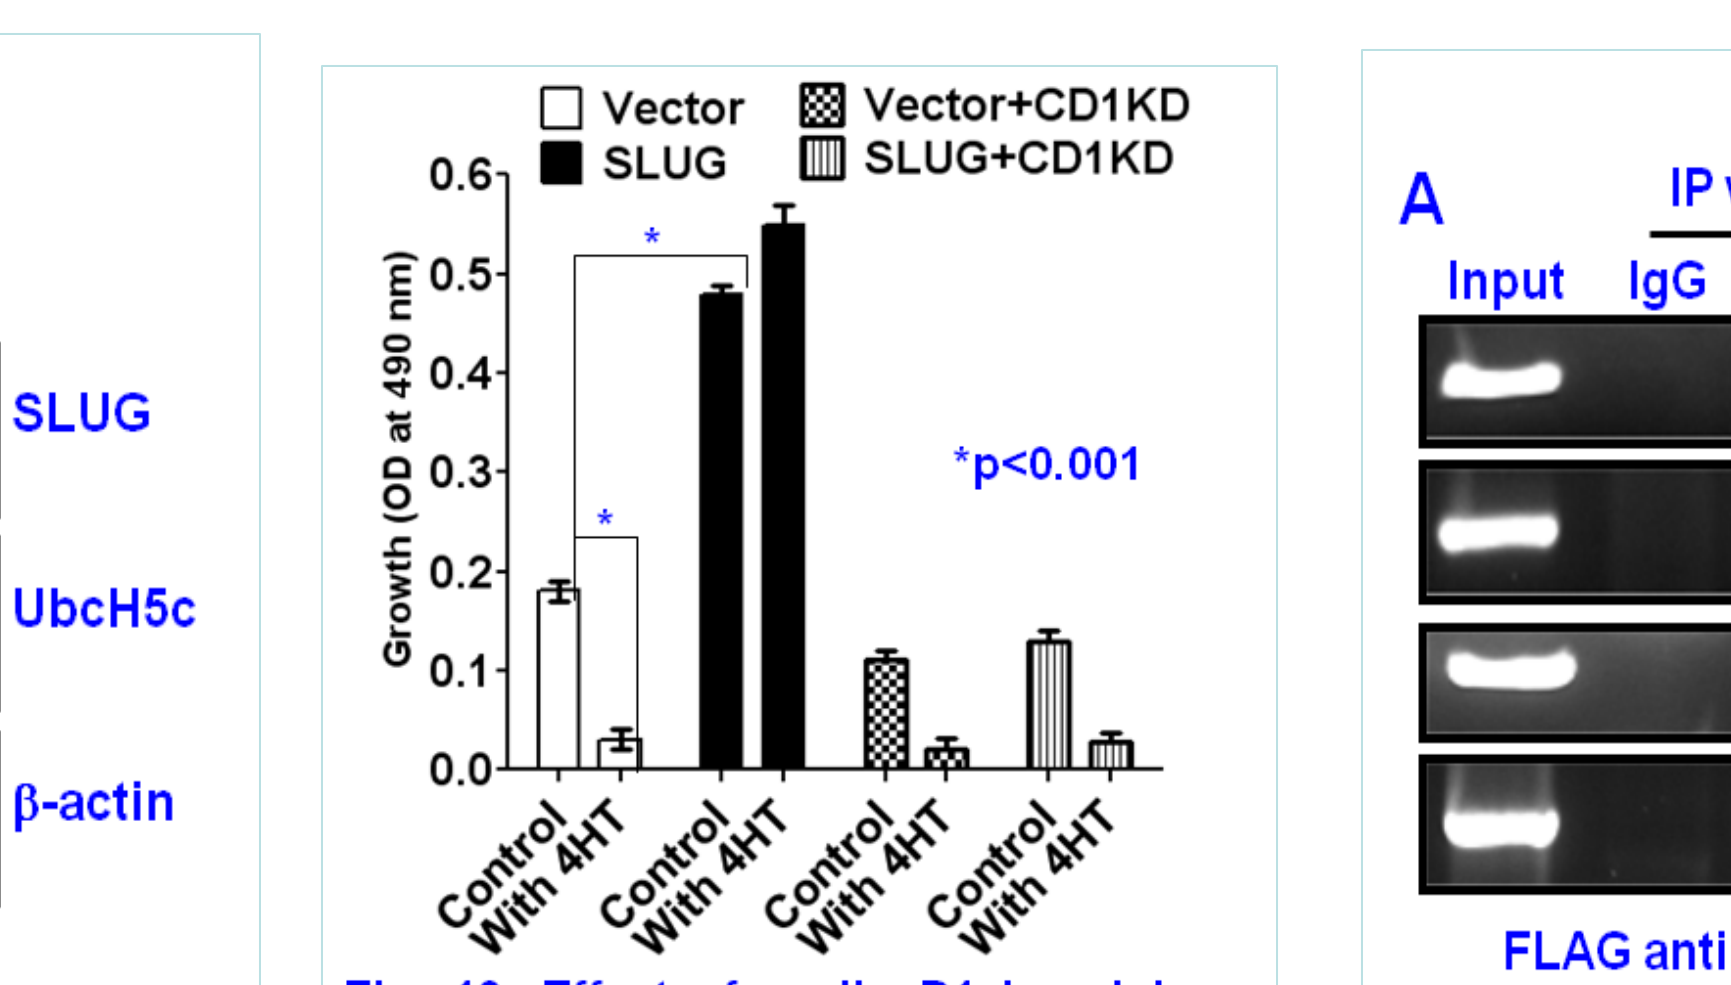 SLUG
UbcH5c
β-actin
Vector
Vector+CD1KD
SLUG
SLUG+CD1KD
Growth (OD at 490 nm)
0.6
0.5
0.4
0.3
0.2
0.1
0.0
*
*
*p<0.001
Control
With 4HT
Control
With 4HT
Control
With 4HT
Control
With 4HT
A
IP
Input
IgG
FLAG anti